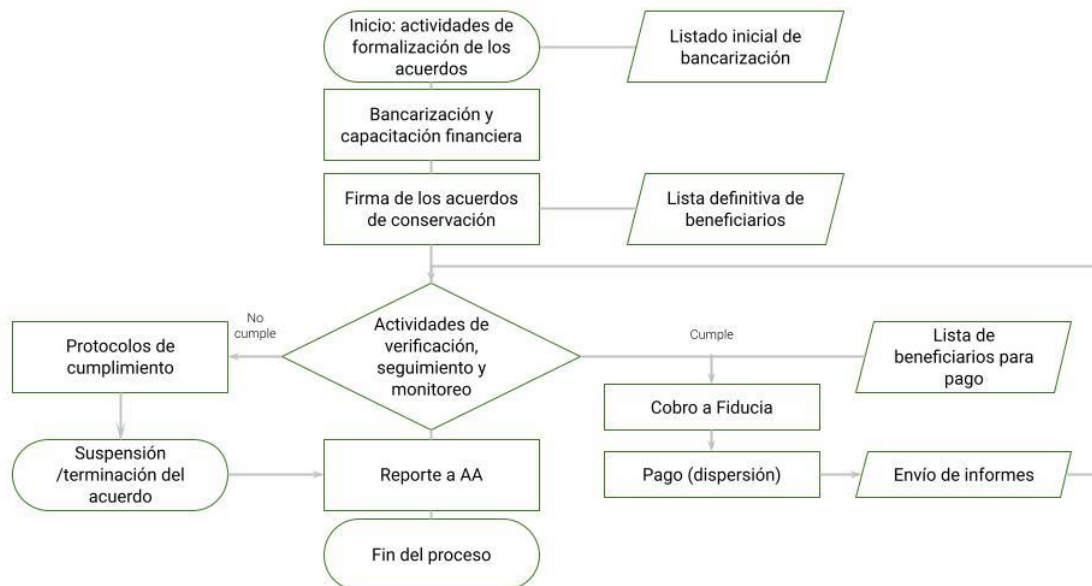 Inicio: actividades de
formalización de los
acuerdos
Listado inicial de
bancarización
Bancarización y
capacitación financiera
Firma de los acuerdos
de conservación
Lista definitiva de
beneficiarios
No
cumple
Actividades de
verificación,
seguimiento y
monitoreo
Cumple
Lista de
beneficiarios para
pago
Protocolos de
cumplimiento
Cobro a Fiducia
Suspensión
/terminación del
acuerdo
Reporte a AA
Pago (dispersión)
Envío de informes
Fin del proceso